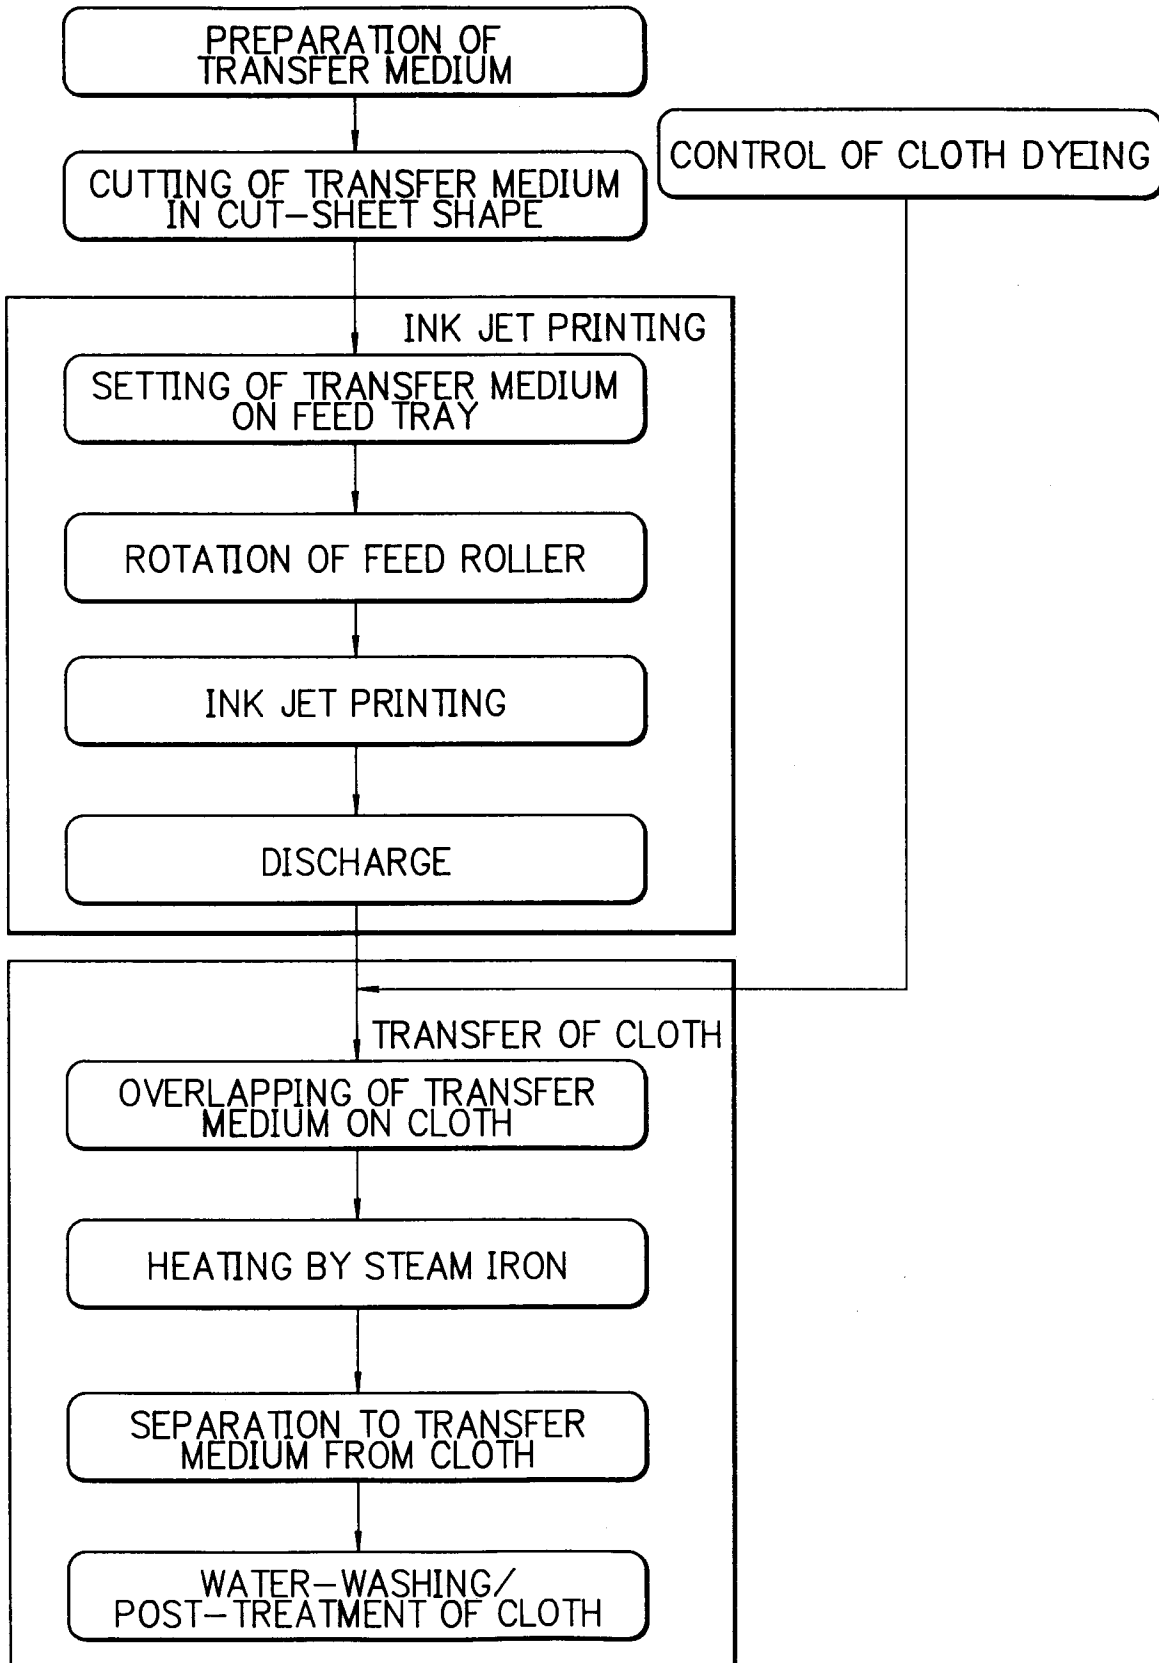 PREPARATION OF
TRANSFER MEDIUM
CONTROL OF CLOTH DYEING
CUTTING OF TRANSFER MEDIUM
IN CUT-SHEET SHAPE
INK JET PRINTING
SETTING OF TRANSFER MEDIUM
ON FEED TRAY
ROTATION OF FEED ROLLER
INK JET PRINTING
DISCHARGE
TRANSFER OF CLOTH
OVERLAPPING OF TRANSFER
MEDIUM ON CLOTH
HEATING BY STEAM IRON
SEPARATION TO TRANSFER
MEDIUM FROM CLOTH
WATER-WASHING/
POST-TREATMENT OF CLOTH